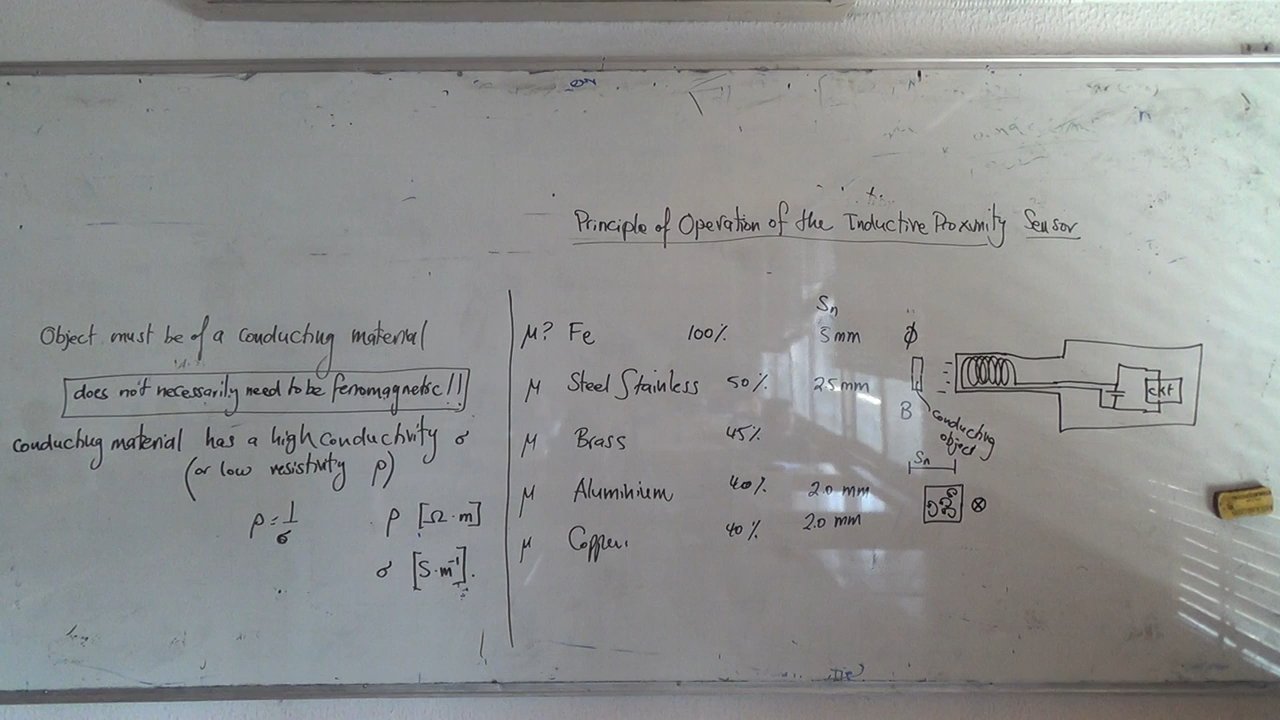 Principle of Operation of the Inductive Proximity Sensor
Object must be of a conducting material
does not necessarily need to be ferromagnetic!!
conducting material has a high conductivity σ
(or low resistivity ρ)
ρ = 1/σ
ρ [Ω·m]
σ [S·m⁻¹].
Sn
μ? Fe 100% 5mm
μ Steel Stainless 50% 2.5mm
μ Brass 45%
μ Aluminium 40% 2.0 mm
μ Copper. 40% 2.0 mm
ϕ
B
conducting
object
Sn
ckt